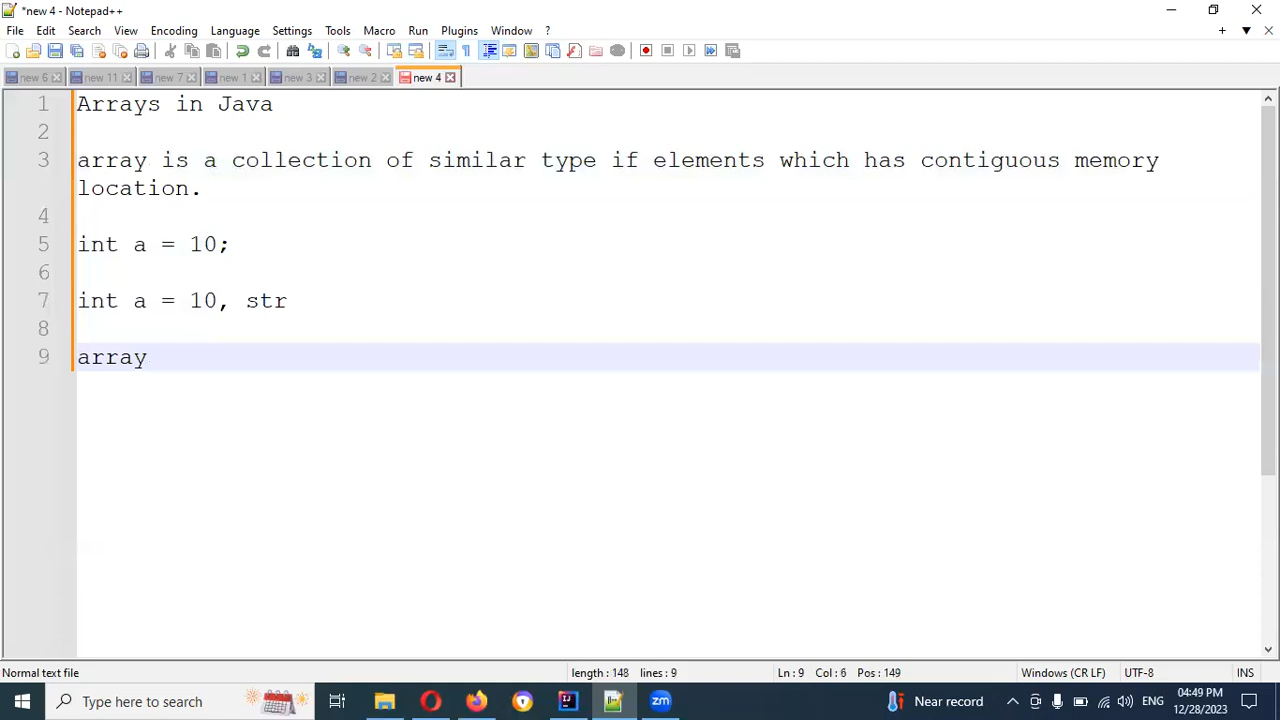 *new 4 - Notepad++
File Edit Search View Encoding Language Settings Tools Macro Run Plugins Window ?
new 6 new 11 new 7 new 1 new 3 new 2 new 4
1 Arrays in Java
2
3 array is a collection of similar type if elements which has contiguous memory
location.
4
5 int a = 10;
6
7 int a = 10, str
8
9 array
Normal text file length : 148 lines : 9 Ln : 9 Col : 6 Pos : 149 Windows (CR LF) UTF-8 INS
Type here to search Near record ENG 04:49 PM
12/28/2023
zm